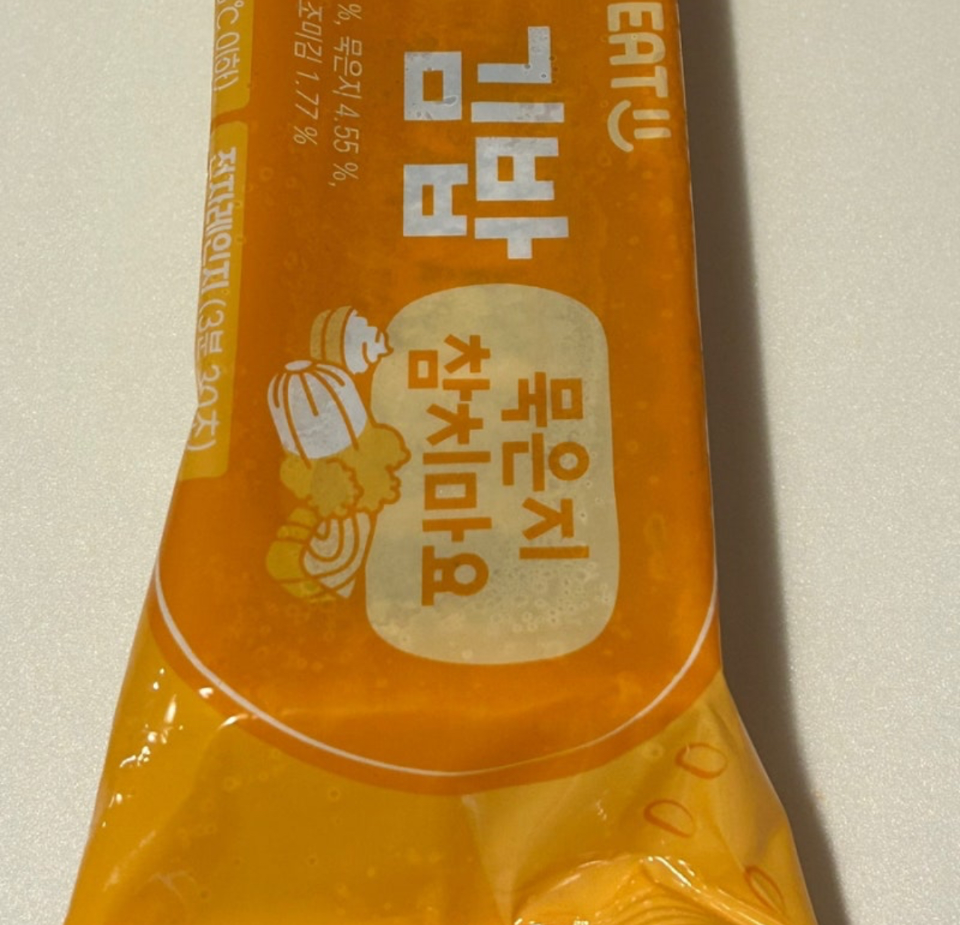 EAT
김밥
묵은지
참치마요
%, 묵은지 4.55 %,
조미김 1.77 %
℃ 이하)
전자레인지 (3분 30초)